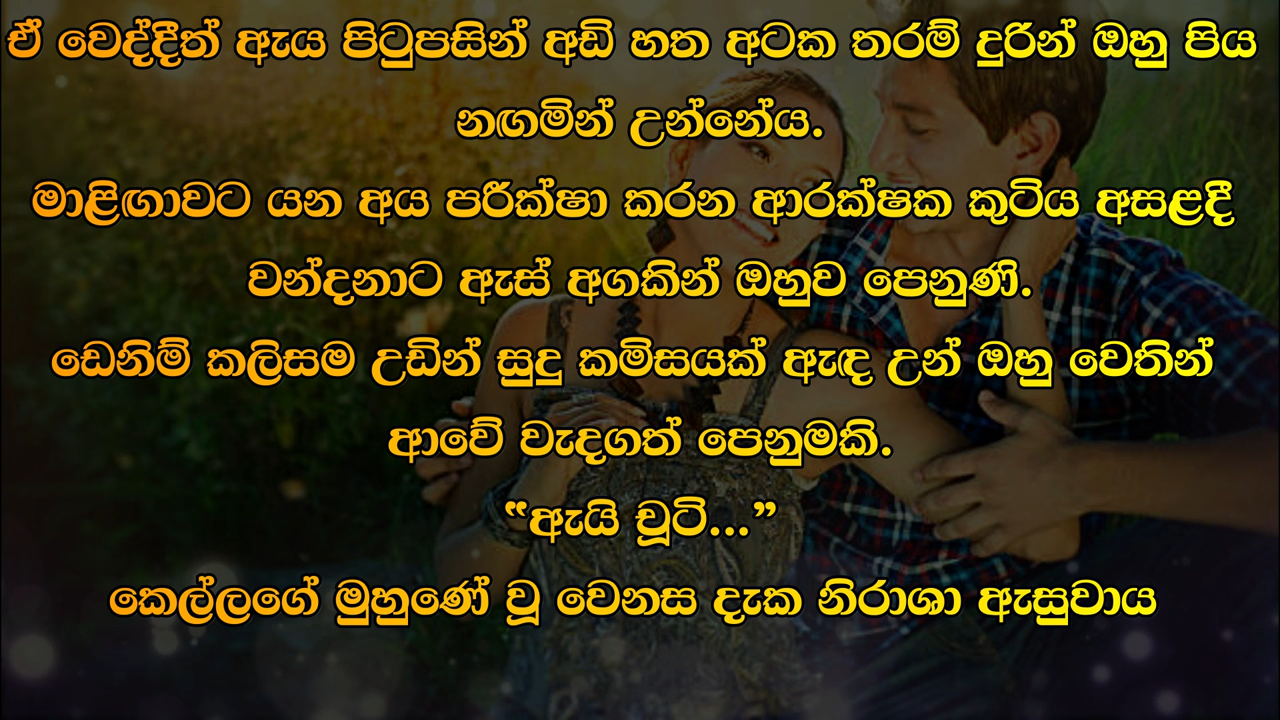 ඒ වෙද්දීත් ඇය පිටුපසින් අඩි හත අටක තරම් දුරින් ඔහු පිය
නඟමින් උන්නේය.
මාළිඟාවට යන අය පරීක්ෂා කරන ආරක්ෂක කුටිය අසළදී
වන්දනාට ඇස් අගකින් ඔහුව පෙනුණි.
ඩෙනිම් කලිසම උඩින් සුදු කමිසයක් ඇඳ උන් ඔහු වෙතින්
ආවේ වැදගත් පෙනුමකි.
“ඇයි චූටි...”
කෙල්ලගේ මුහුණේ වූ වෙනස දැක නිරාශා ඇසුවාය